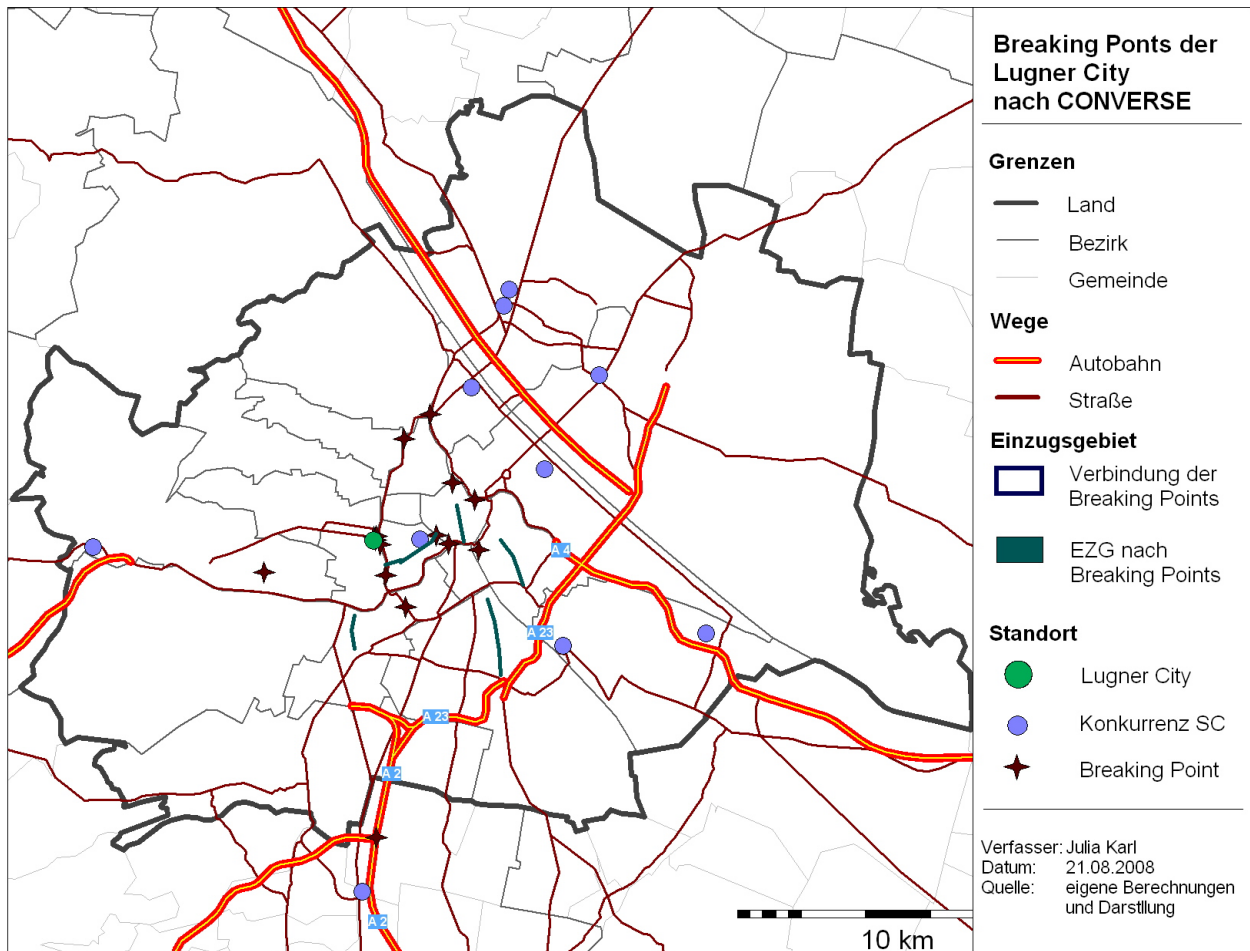 Breaking Ponts der
Lugner City
nach CONVERSE
Grenzen
Land
Bezirk
Gemeinde
Wege
Autobahn
Straße
Einzugsgebiet
Verbindung der
Breaking Points
EZG nach
Breaking Points
Standort
Lugner City
Konkurrenz SC
Breaking Point
Verfasser: Julia Karl
Datum: 21.08.2008
Quelle: eigene Berechnungen
und Darstllung
A 4
A 23
A 23
A 2
A 2
10 km